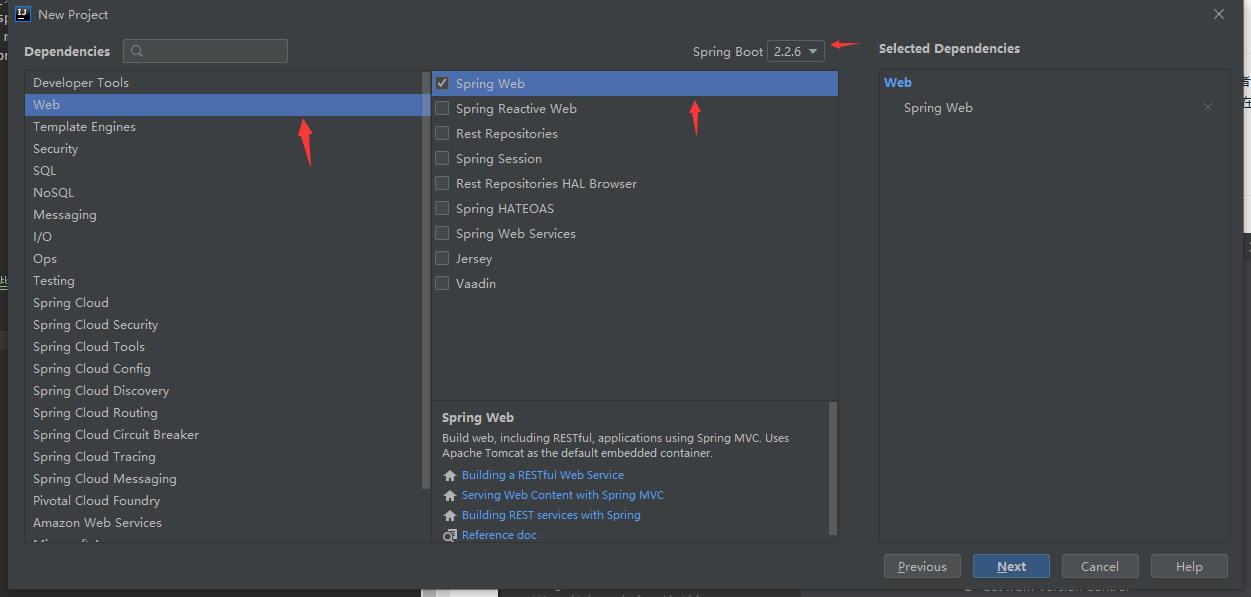 New Project
Dependencies
Spring Boot 2.2.6
Selected Dependencies
Developer Tools
Web
Template Engines
Security
SQL
NoSQL
Messaging
I/O
Ops
Testing
Spring Cloud
Spring Cloud Security
Spring Cloud Tools
Spring Cloud Config
Spring Cloud Discovery
Spring Cloud Routing
Spring Cloud Circuit Breaker
Spring Cloud Tracing
Spring Cloud Messaging
Pivotal Cloud Foundry
Amazon Web Services
Spring Web
Spring Reactive Web
Rest Repositories
Spring Session
Rest Repositories HAL Browser
Spring HATEOAS
Spring Web Services
Jersey
Vaadin
Spring Web
Build web, including RESTful, applications using Spring MVC. Uses
Apache Tomcat as the default embedded container.
Building a RESTful Web Service
Serving Web Content with Spring MVC
Building REST services with Spring
Reference doc
Web
Spring Web
Previous
Next
Cancel
Help